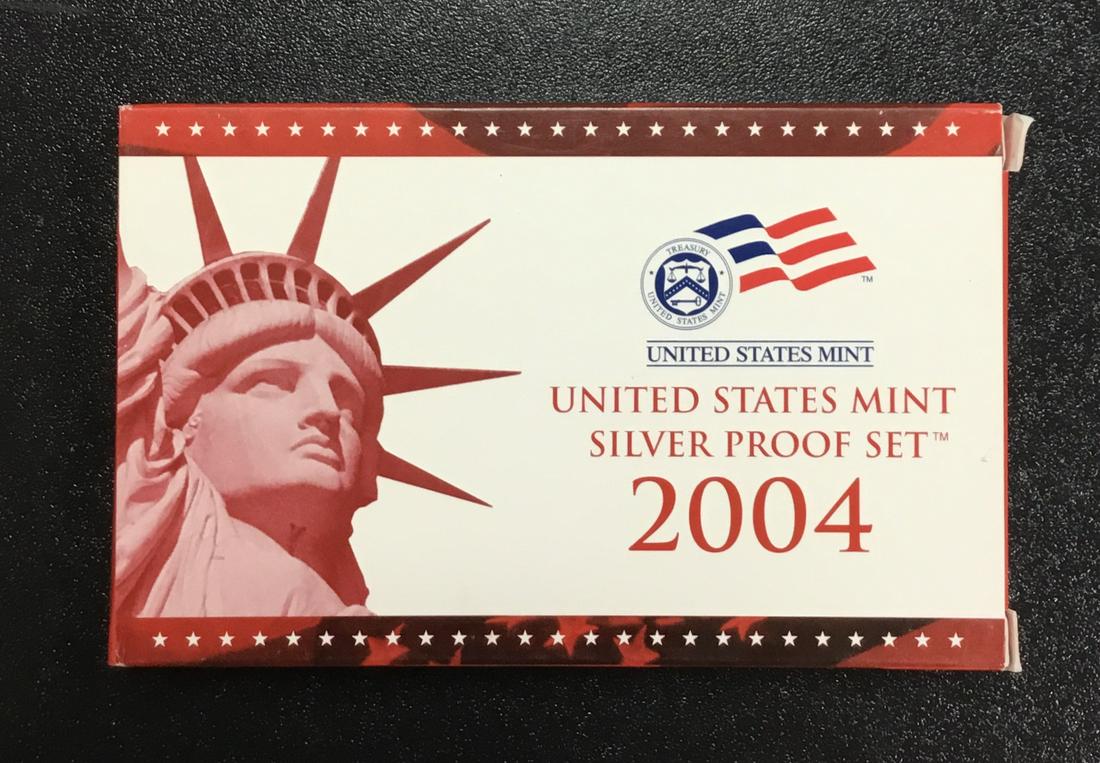 TREASURY
UNITED STATES MINT
TM
UNITED STATES MINT
UNITED STATES MINT
SILVER PROOF SET™
2004